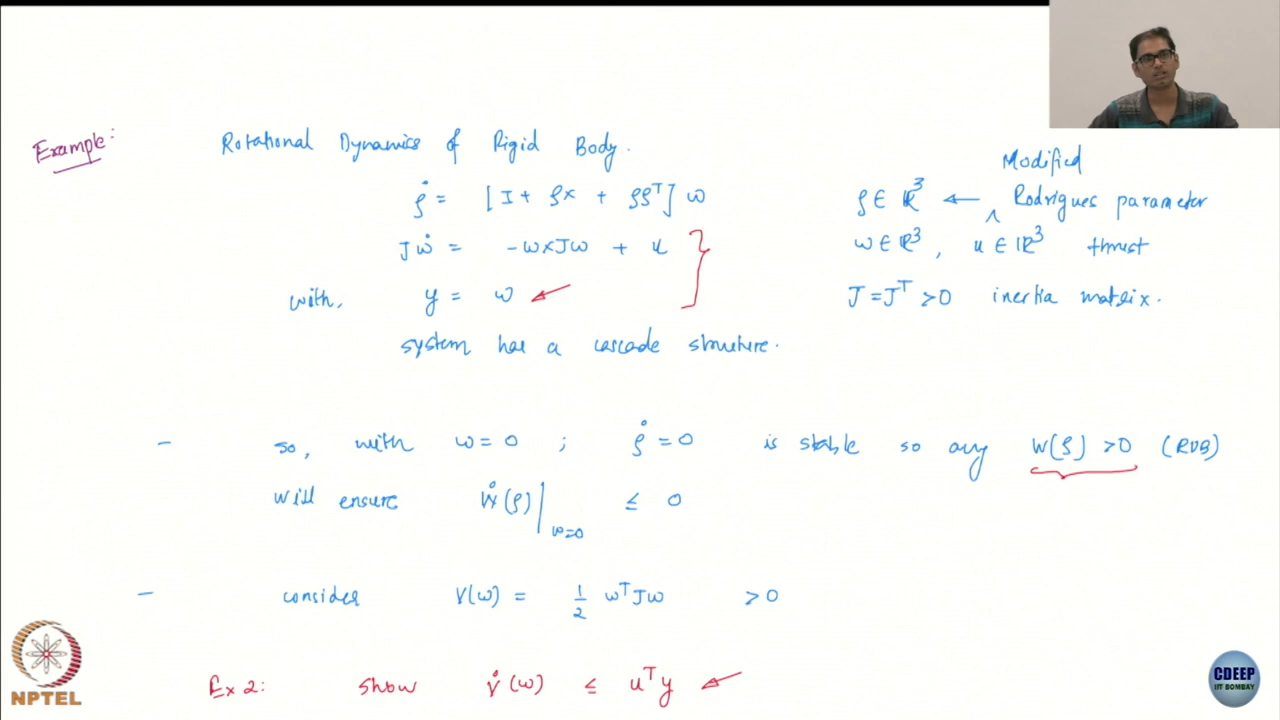 Example:
Rotational Dynamics of Rigid Body.
ρ̇ = [I + ρ× + ρρᵀ] ω
Jω̇ = -ω×Jω + u
with, y = ω
system has a cascade structure.
Modified
ρ ∈ ℝ³ ← ^ Rodrigues parameter
ω ∈ ℝ³, u ∈ ℝ³ thrust
J = Jᵀ > 0 inertia matrix.
- so, with ω = 0 ; ρ̇ = 0 is stable so any W(ρ) > 0 (RUB)
will ensure Ẇ(ρ)|ω=0 ≤ 0
- consider V(ω) = 1/2 ωᵀJω > 0
Ex 2: show V̇(ω) ≤ uᵀy
NPTEL
CDEEP
IIT BOMBAY